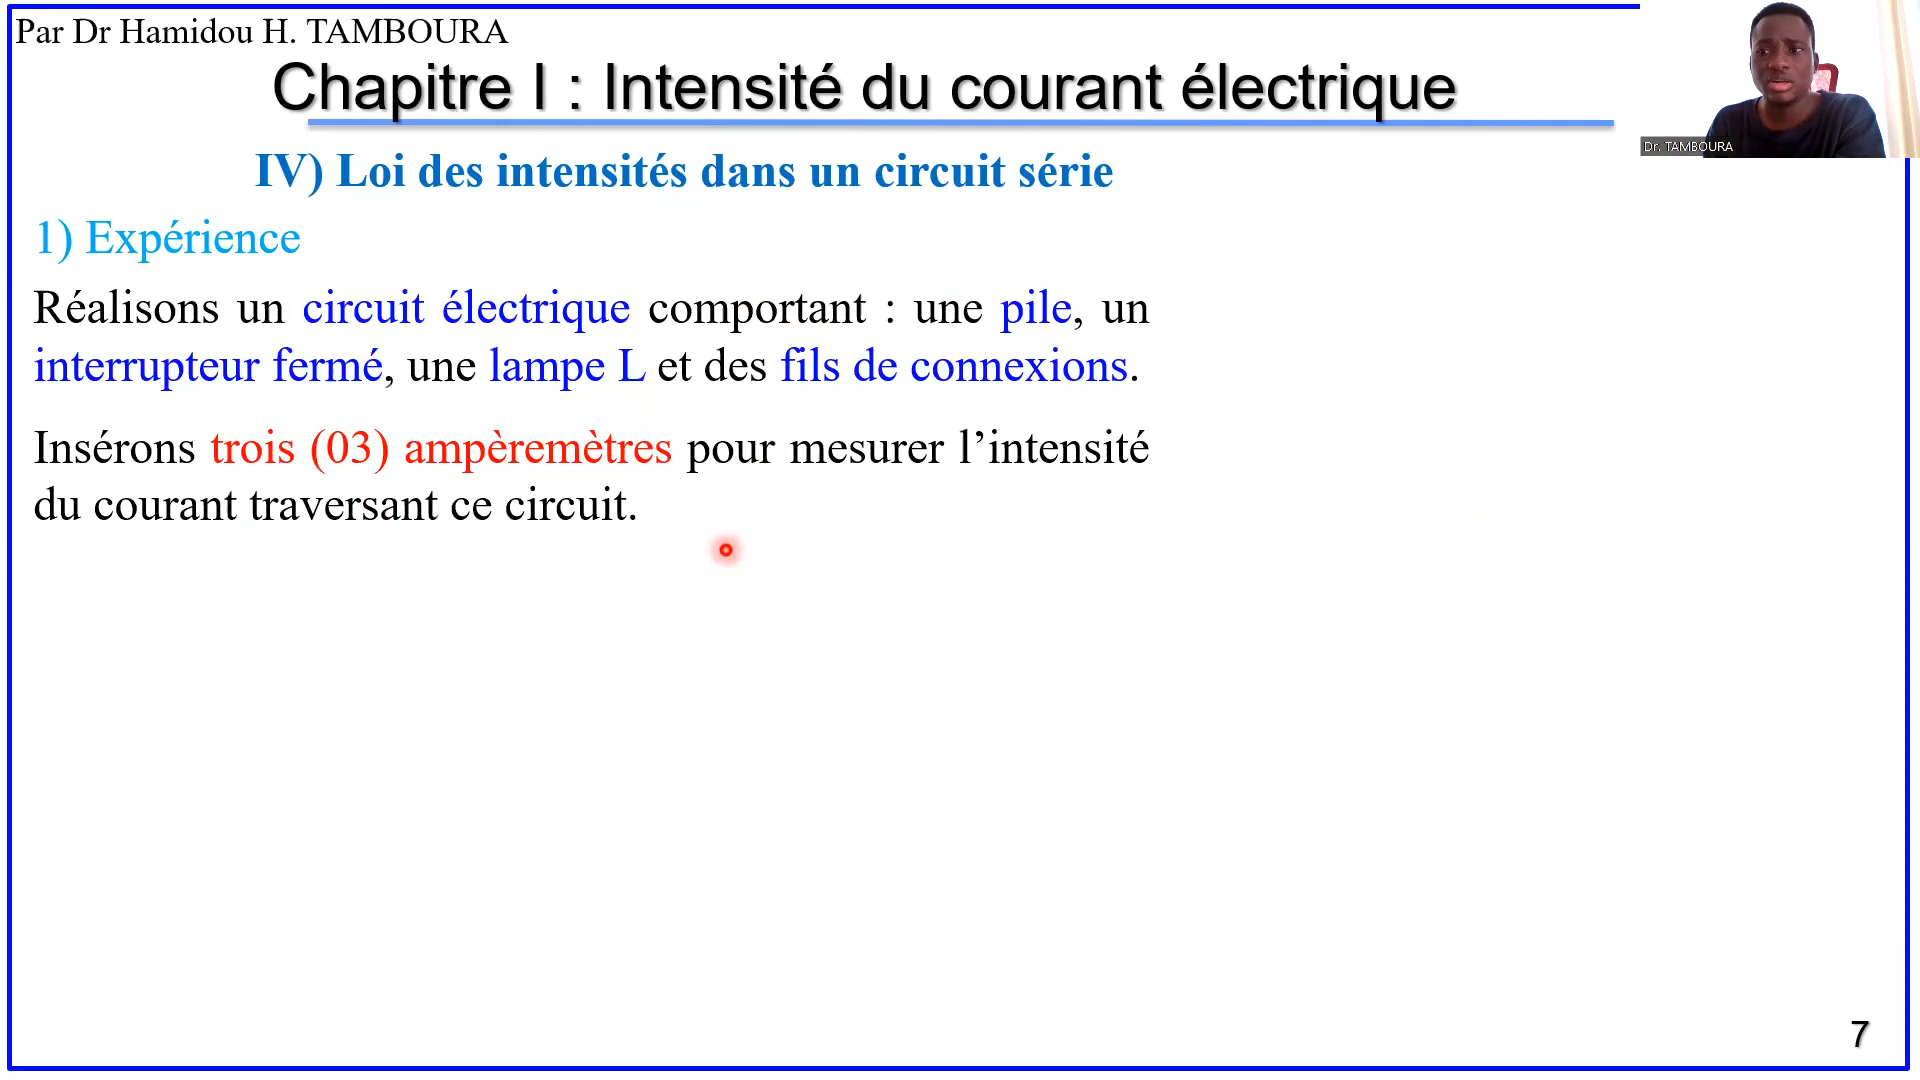 Par Dr Hamidou H. TAMBOURA
Chapitre I : Intensité du courant électrique
Dr. TAMBOURA
IV) Loi des intensités dans un circuit série
1) Expérience
Réalisons un circuit électrique comportant : une pile, un
interrupteur fermé, une lampe L et des fils de connexions.
Insérons trois (03) ampèremètres pour mesurer l’intensité
du courant traversant ce circuit.
7